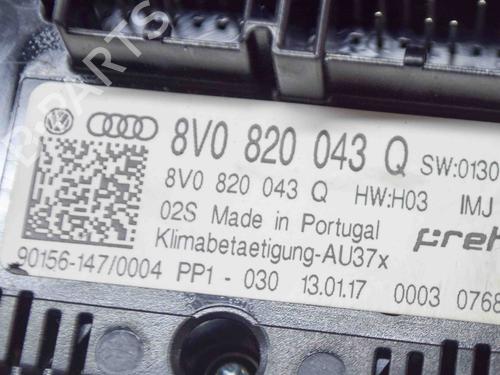 B-PARTS
8V0 820 043 Q SW:0130
8V0 820 043 Q HW:H03 IMJ
02S Made in Portugal
Klimabetaetigung-AU37x
90156-147/0004 PP1 - 030 13.01.17 0003 0768